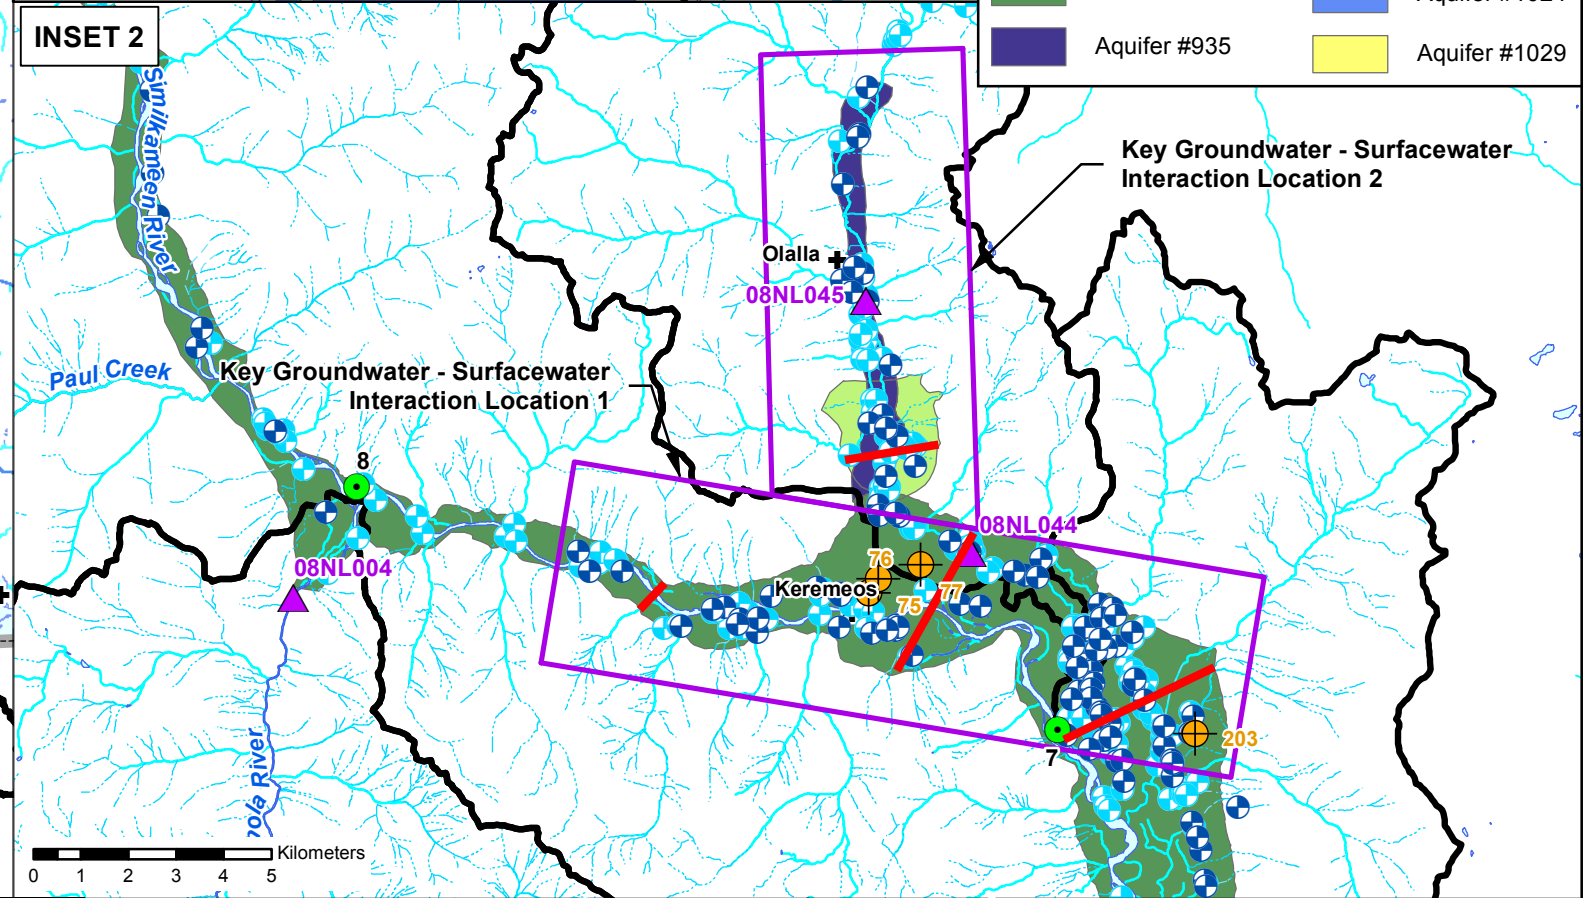 INSET 2
Aquifer #935
Aquifer #1029
Similkameen River
Key Groundwater - Surfacewater
Interaction Location 2
Olalla
08NL045
Paul Creek
Key Groundwater - Surfacewater
Interaction Location 1
8
08NL044
08NL004
76
Keremeos
75
77
203
7
River
Kilometers
0 1 2 3 4 5